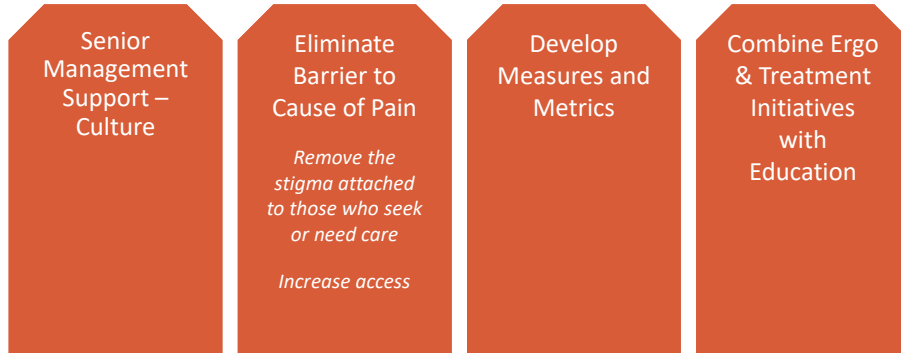 Senior
Management
Support –
Culture
Eliminate
Barrier to
Cause of Pain
Remove the
stigma attached
to those who seek
or need care
Increase access
Develop
Measures and
Metrics
Combine Ergo
& Treatment
Initiatives
with
Education